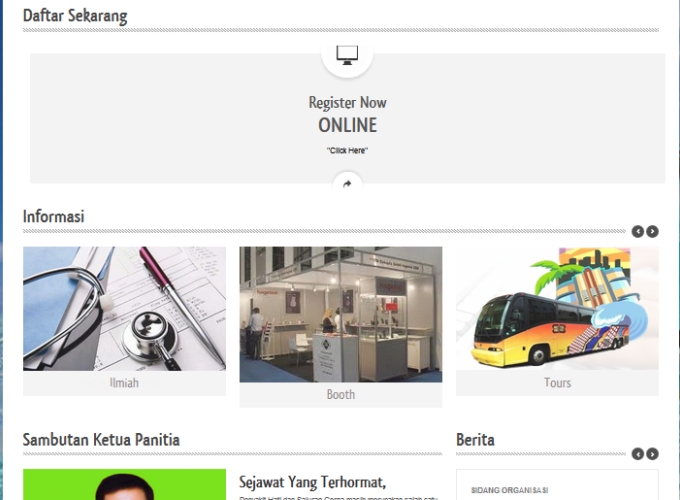 Daftar Sekarang
Register Now
ONLINE
"Click Here"
Informasi
Ilmiah
Booth
Tours
Sambutan Ketua Panitia
Berita
Sejawat Yang Terhormat,
SIDANG ORGANISASI